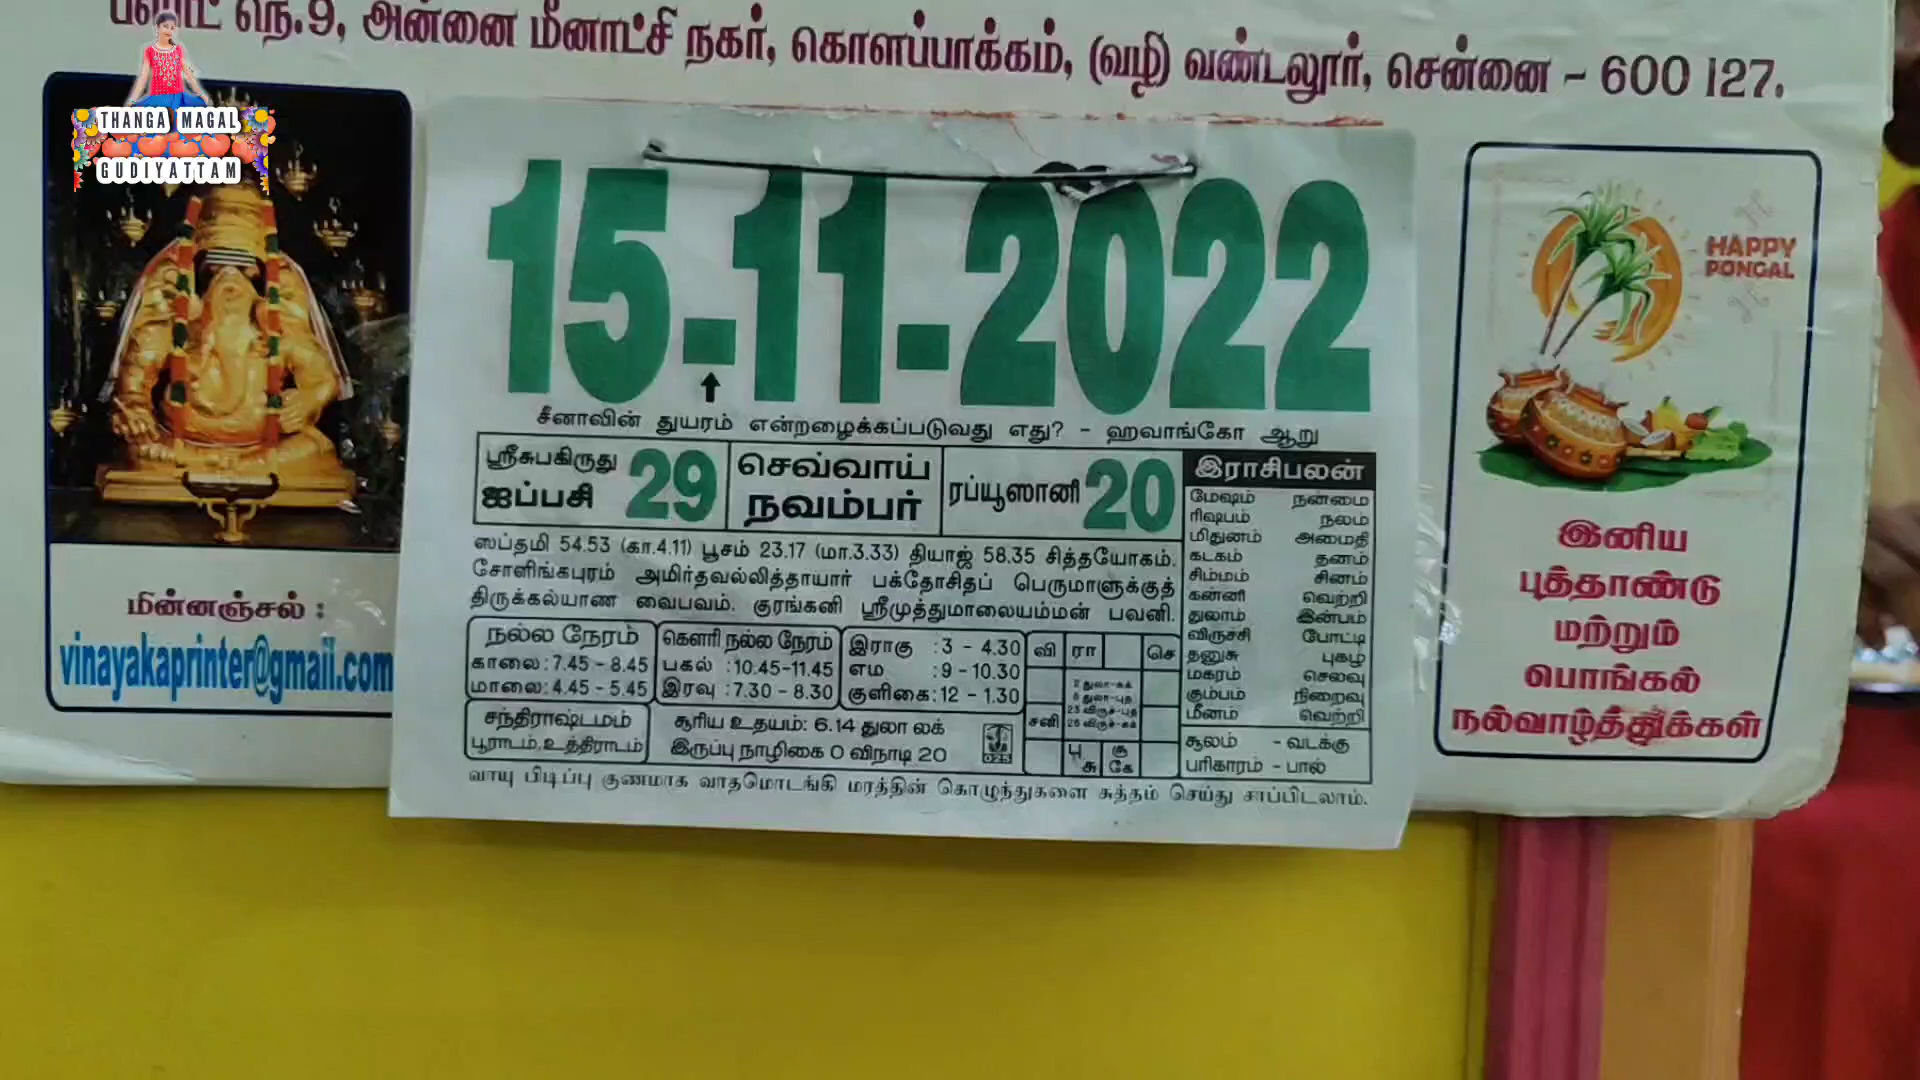 நெ.9, அன்னை மீனாட்சி நகர், கொளப்பாக்கம், (வழி) வண்டலூர், சென்னை - 600 127.
THANGA MAGAL
GUDIYATTAM
மின்னஞ்சல் :
vinayakaprinter@gmail.com
15-11-2022
சீனாவின் துயரம் என்றழைக்கப்படுவது எது? - ஹவாங்கோ ஆறு
ஸ்ரீசுபகிருது
ஐப்பசி 29
செவ்வாய்
நவம்பர்
ரப்யூஸானி 20
ஸப்தமி 54.53 (கா.4.11) பூசம் 23.17 (மா.3.33) தியாஜ் 58.35 சித்தயோகம்.
சோளிங்கபுரம் அமிர்தவல்லித்தாயார் பக்தோசிதப் பெருமாளுக்குத்
திருக்கல்யாண வைபவம். குரங்கனி ஸ்ரீமுத்துமாலையம்மன் பவனி.
நல்ல நேரம்
காலை: 7.45 - 8.45
மாலை: 4.45 - 5.45
கௌரி நல்ல நேரம்
பகல் :10.45-11.45
இரவு :7.30 - 8.30
இராகு :3 - 4.30
எம :9 - 10.30
குளிகை:12 - 1.30
சந்திராஷ்டமம்
பூராடம்,உத்திராடம்
சூரிய உதயம்: 6.14 துலா லக்
இருப்பு நாழிகை 0 விநாடி 20
வி ரா செ
சனி
பு சூ
சு கே
இராசிபலன்
மேஷம் நன்மை
ரிஷபம் நலம்
மிதுனம் அமைதி
கடகம் தனம்
சிம்மம் சினம்
கன்னி வெற்றி
துலாம் இன்பம்
விருச்சி போட்டி
தனுசு புகழ்
மகரம் செலவு
கும்பம் நிறைவு
மீனம் வெற்றி
சூலம் - வடக்கு
பரிகாரம் - பால்
வாயு பிடிப்பு குணமாக வாதமொடங்கி மரத்தின் கொழுந்துகளை சுத்தம் செய்து சாப்பிடலாம்.
HAPPY
PONGAL
இனிய
புத்தாண்டு
மற்றும்
பொங்கல்
நல்வாழ்த்துக்கள்